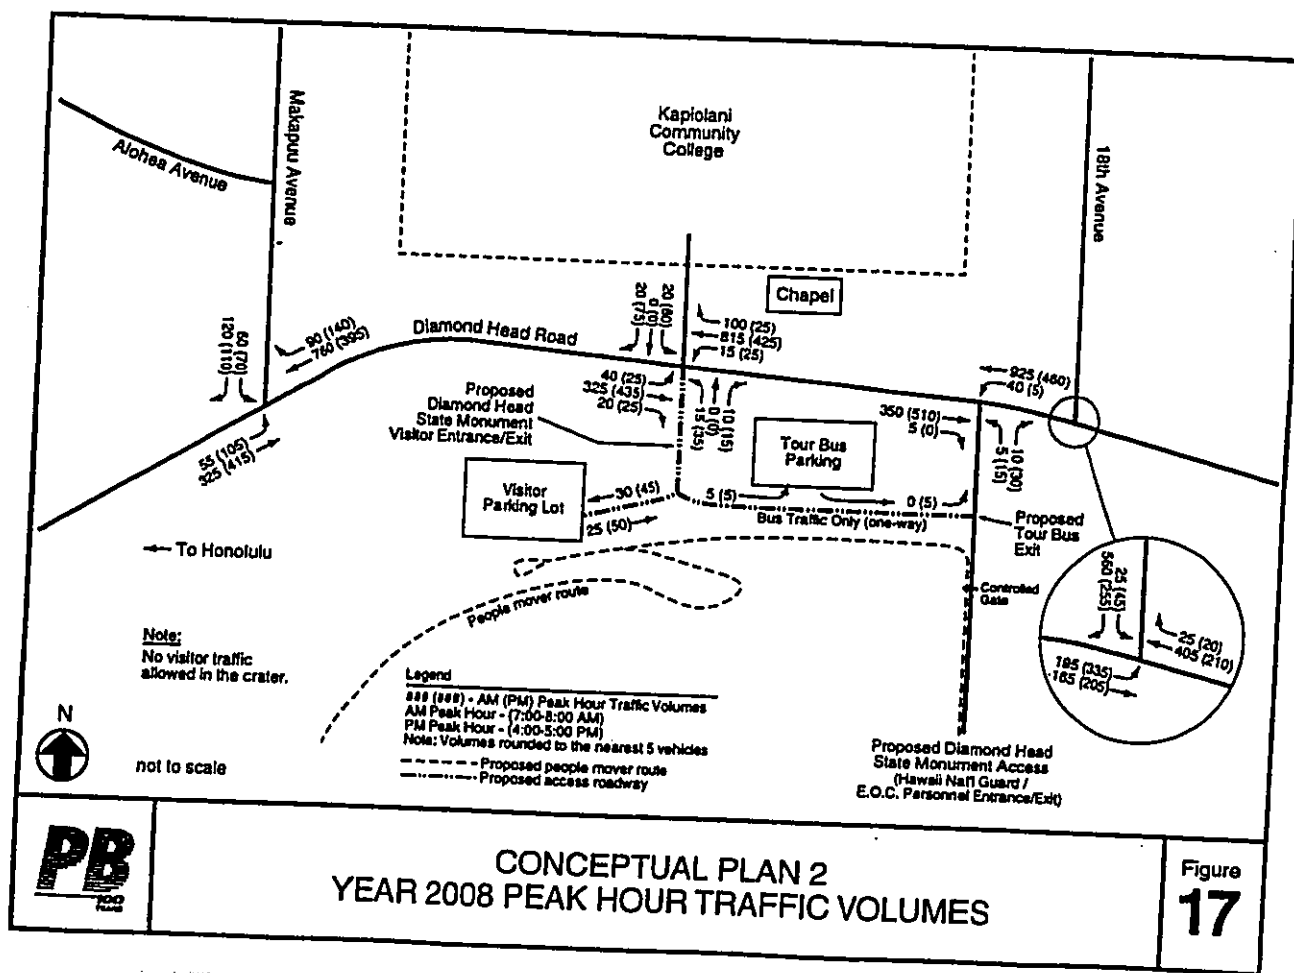 Kapiolani
Community
College
Makapuu Avenue
Alohea Avenue
18th Avenue
Chapel
20 (60)
0 (0)
20 (75)
100 (25)
815 (425)
15 (25)
Diamond Head Road
90 (140)
760 (395)
60 (70)
120 (110)
925 (460)
40 (5)
40 (25)
325 (435)
20 (25)
Proposed
Diamond Head
State Monument
Visitor Entrance/Exit
10 (15)
0 (0)
15 (35)
350 (510)
5 (0)
Tour Bus
Parking
10 (30)
5 (15)
55 (105)
325 (415)
Visitor
Parking Lot
30 (45)
25 (50)
5 (5)
0 (5)
Bus Traffic Only (one-way)
Proposed
Tour Bus
Exit
To Honolulu
Controlled
Gate
People mover route
25 (45)
560 (255)
25 (20)
405 (210)
195 (335)
165 (205)
Note:
No visitor traffic
allowed in the crater.
Legend
### (###) - AM (PM) Peak Hour Traffic Volumes
AM Peak Hour - (7:00-8:00 AM)
PM Peak Hour - (4:00-5:00 PM)
Note: Volumes rounded to the nearest 5 vehicles
Proposed people mover route
Proposed access roadway
N
not to scale
Proposed Diamond Head
State Monument Access
(Hawaii Nat'l Guard /
E.O.C. Personnel Entrance/Exit)
PB
100
YEARS
CONCEPTUAL PLAN 2
YEAR 2008 PEAK HOUR TRAFFIC VOLUMES
Figure
17